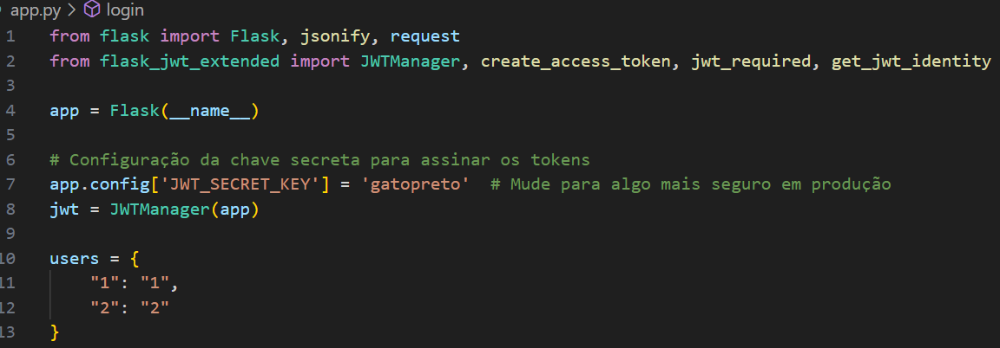 app.py > login
1 from flask import Flask, jsonify, request
2 from flask_jwt_extended import JWTManager, create_access_token, jwt_required, get_jwt_identity
3
4 app = Flask(__name__)
5
6 # Configuração da chave secreta para assinar os tokens
7 app.config['JWT_SECRET_KEY'] = 'gatopreto'  # Mude para algo mais seguro em produção
8 jwt = JWTManager(app)
9
10 users = {
11     "1": "1",
12     "2": "2"
13 }